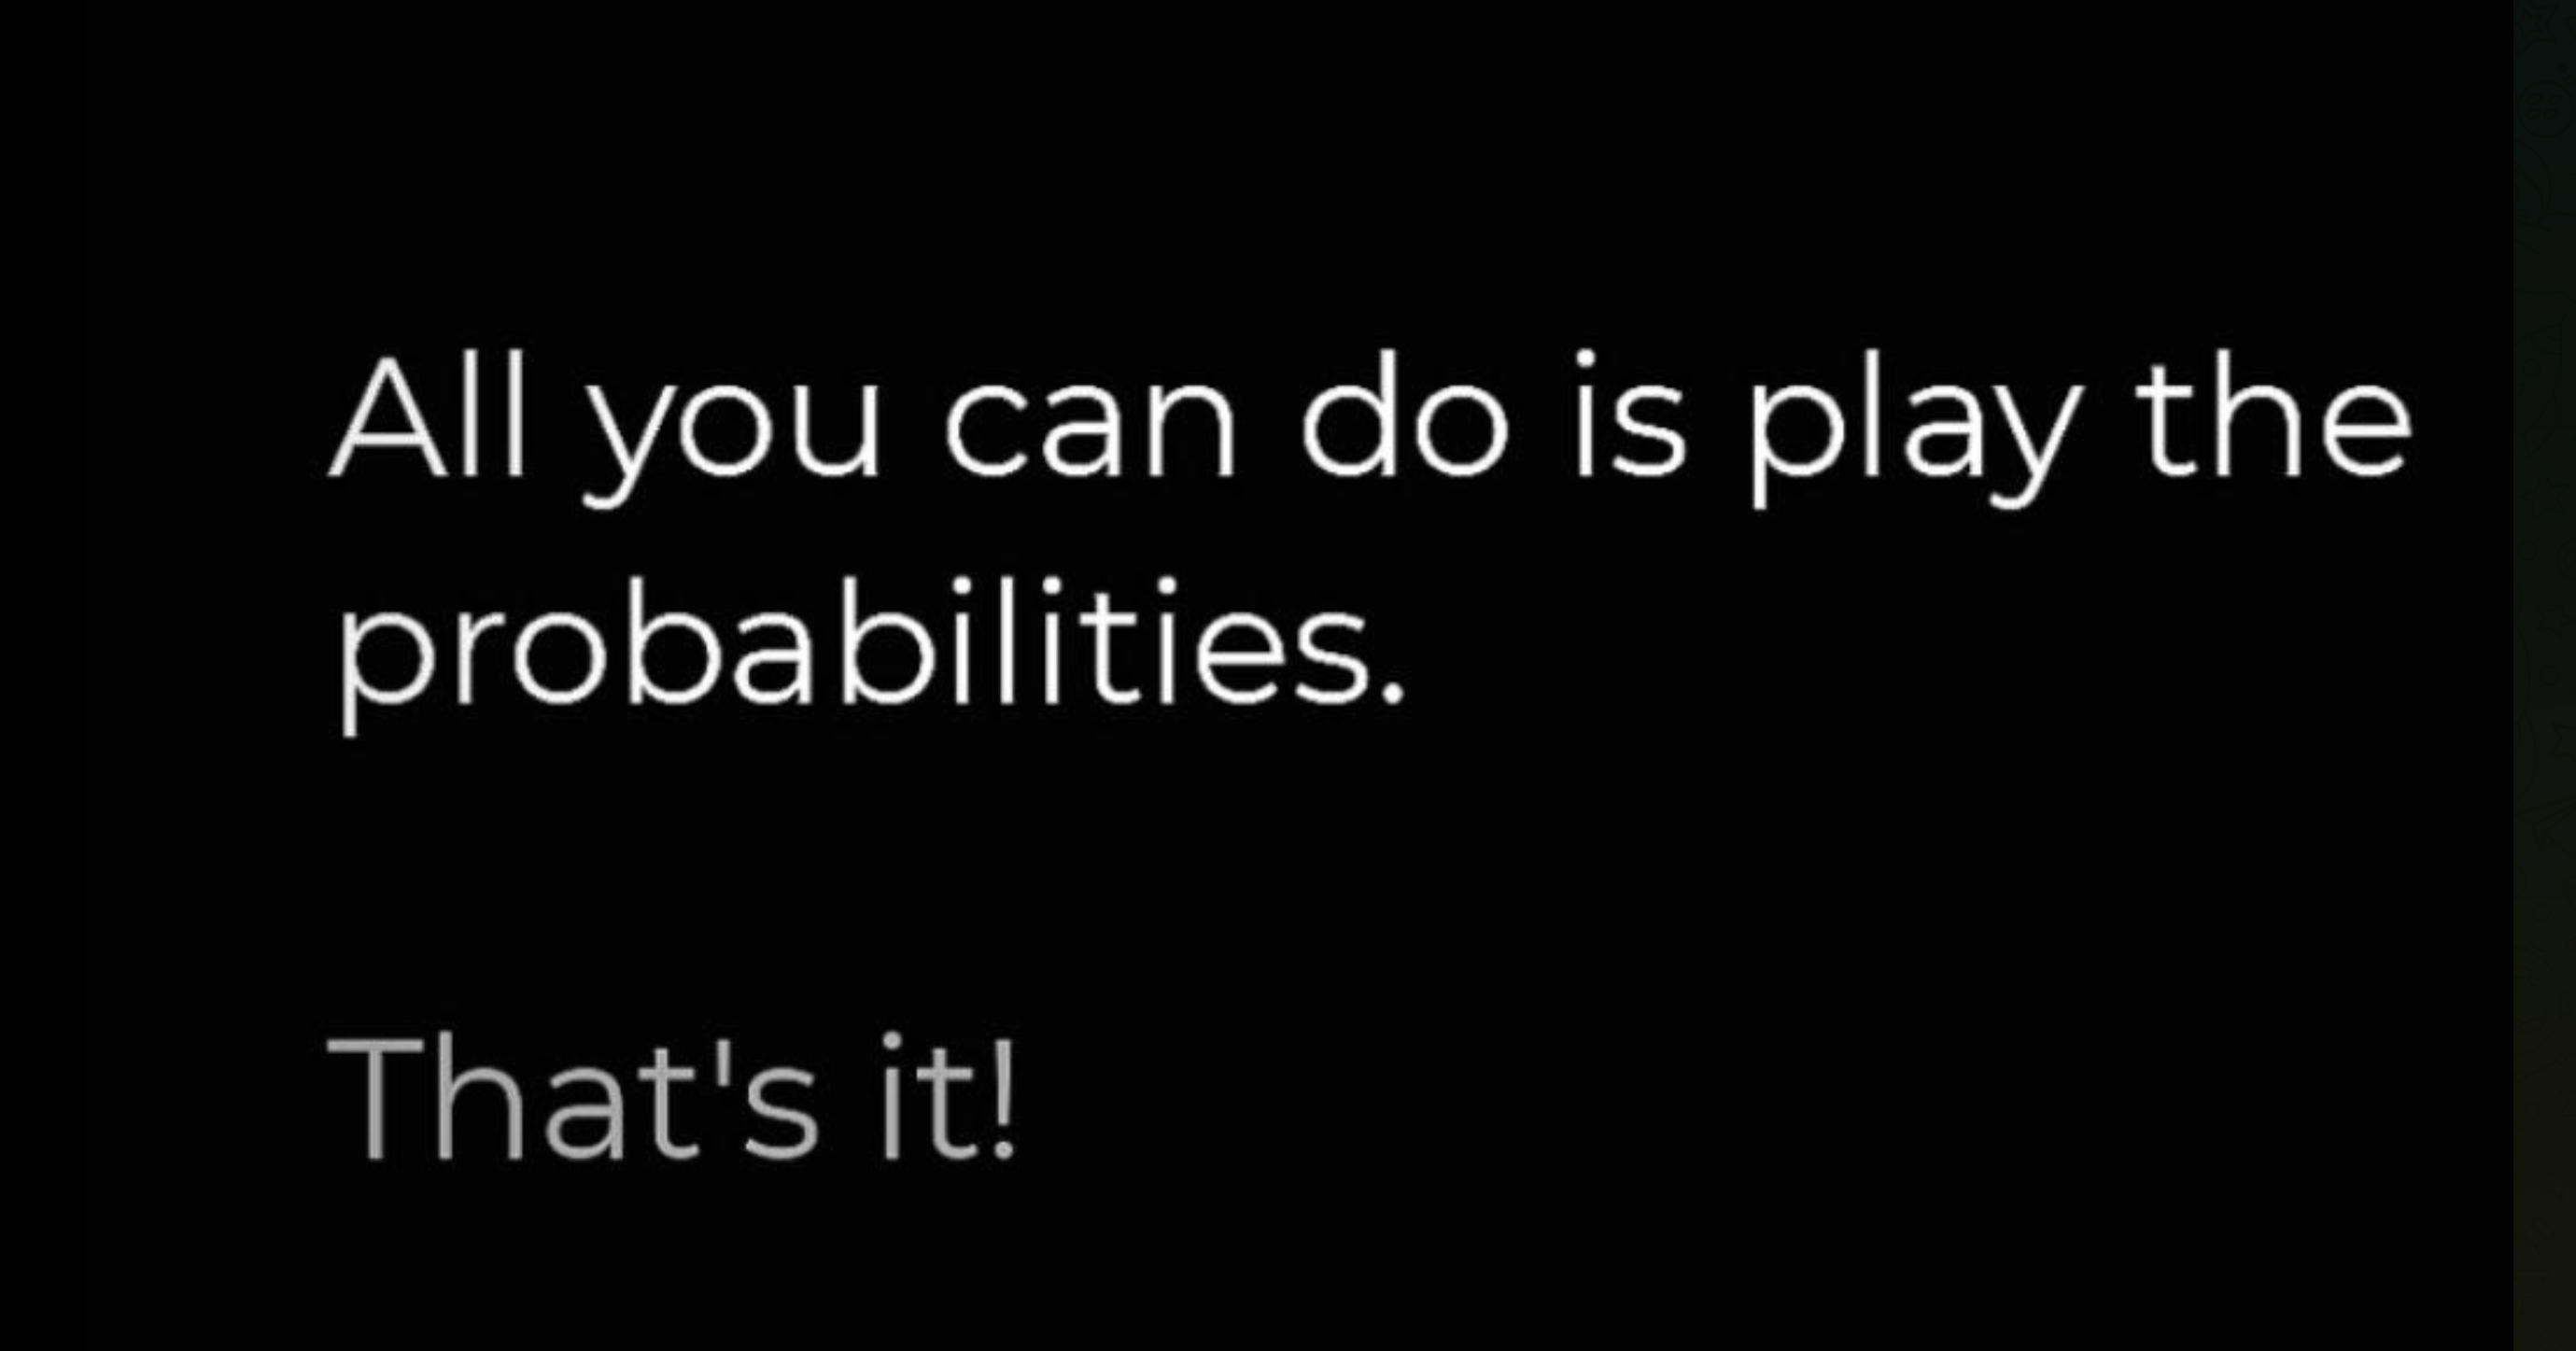 All you can do is play the
probabilities.
That's it!